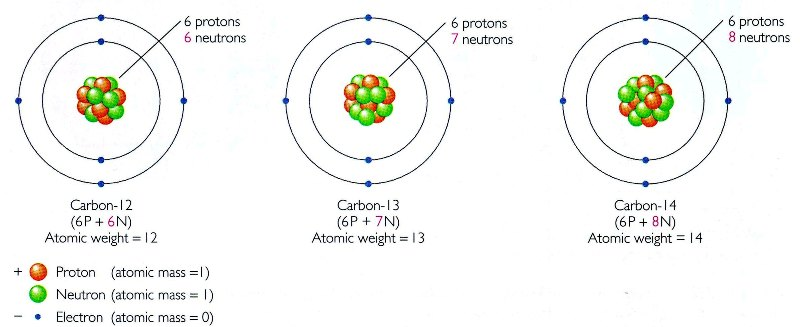 6 protons
6 neutrons
Carbon-12
(6P + 6N)
Atomic weight = 12
6 protons
7 neutrons
Carbon-13
(6P + 7N)
Atomic weight = 13
6 protons
8 neutrons
Carbon-14
(6P + 8N)
Atomic weight = 14
+ Proton (atomic mass =1)
Neutron (atomic mass = 1)
− Electron (atomic mass = 0)